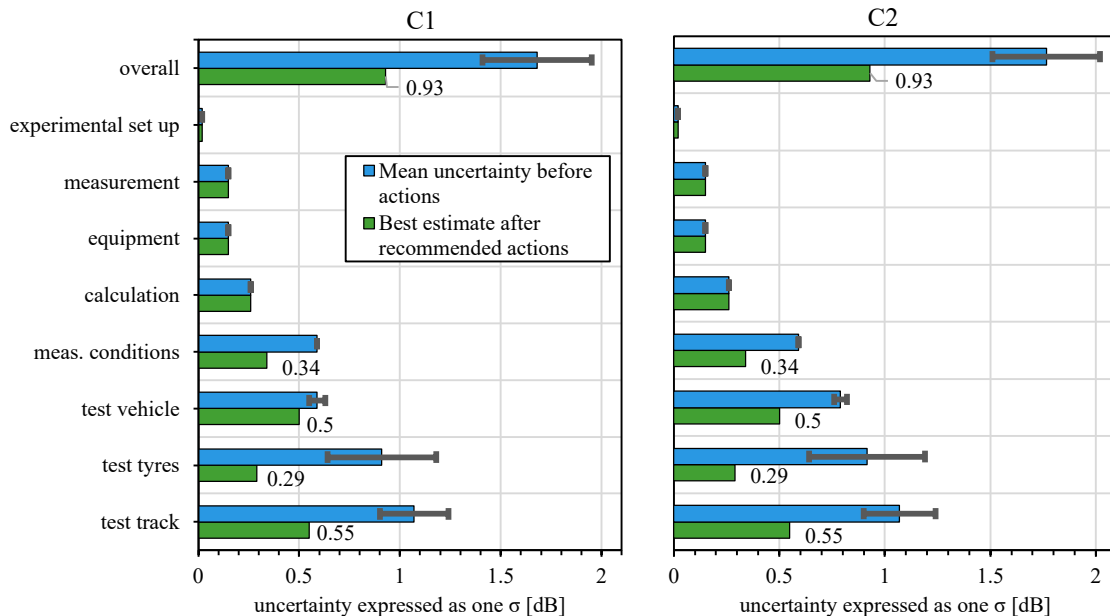 C1
overall
0.93
experimental set up
measurement
Mean uncertainty before
actions
Best estimate after
recommended actions
equipment
calculation
meas. conditions
0.34
test vehicle
0.5
test tyres
0.29
test track
0.55
0 0.5 1 1.5 2
uncertainty expressed as one σ [dB]
C2
0.93
0.34
0.5
0.29
0.55
0 0.5 1 1.5 2
uncertainty expressed as one σ [dB]